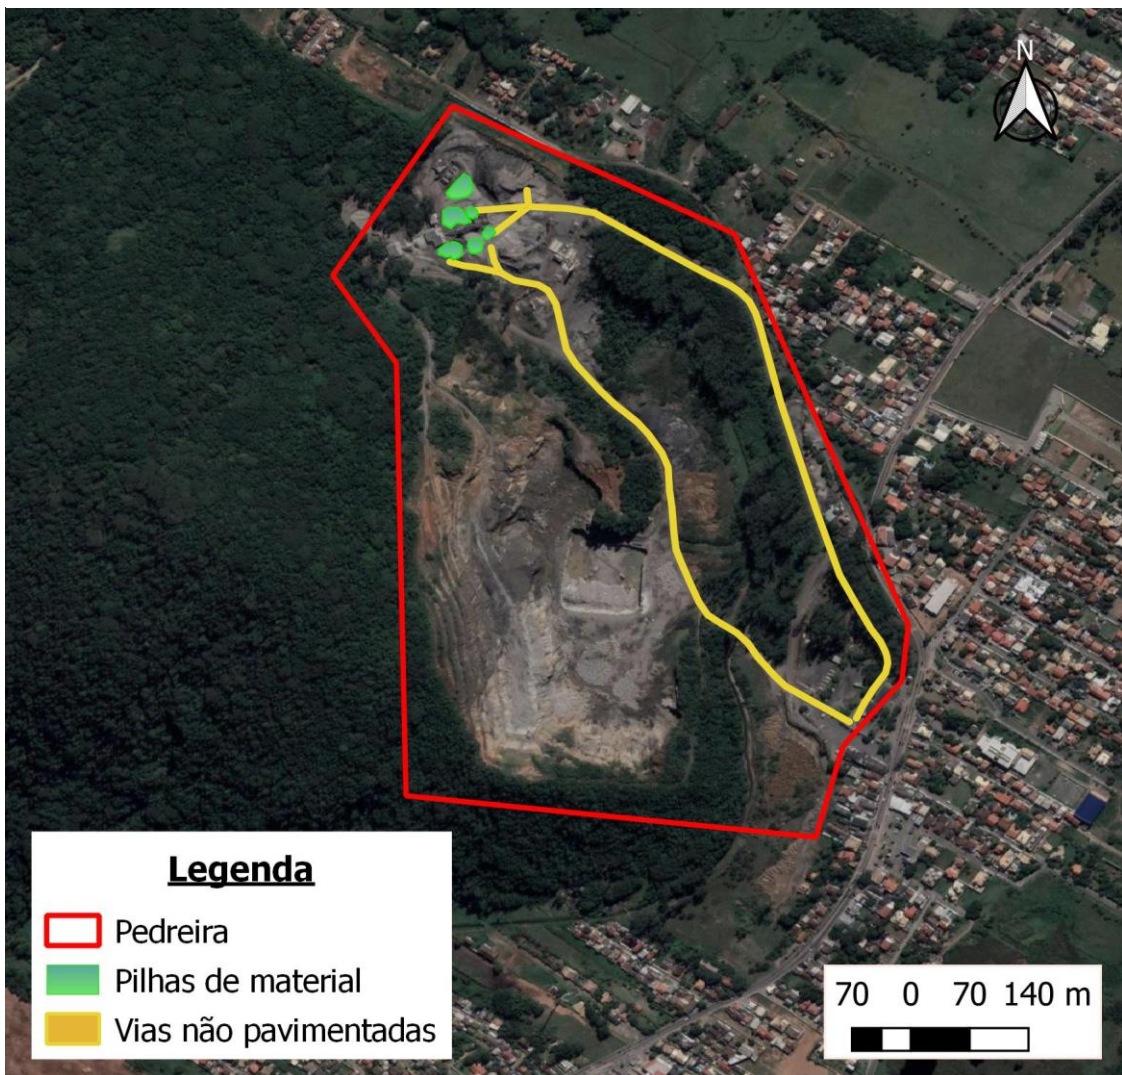 N
Legenda
Pedreira
Pilhas de material
Vias não pavimentadas
70 0 70 140 m